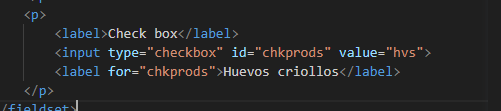 <p>
<label>Check box</label>
<input type="checkbox" id="chkprods" value="hvs">
<label for="chkprods">Huevos criollos</label>
</p>
/fieldset>